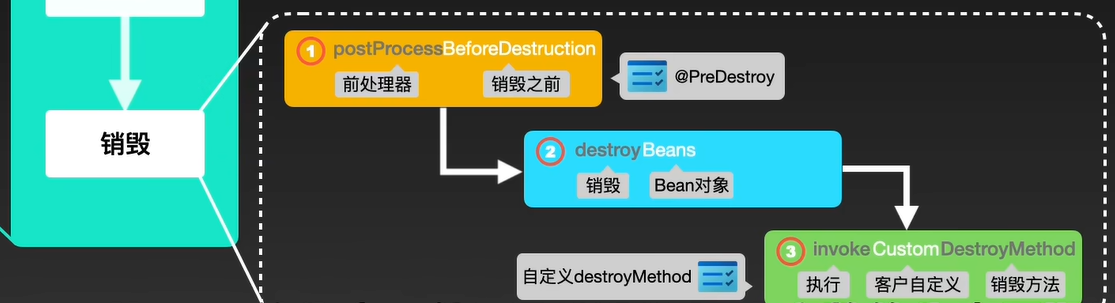 销毁
1 postProcessBeforeDestruction
前处理器
销毁之前
@PreDestroy
2 destroyBeans
销毁
Bean对象
3 invokeCustomDestroyMethod
执行
客户自定义
销毁方法
自定义destroyMethod